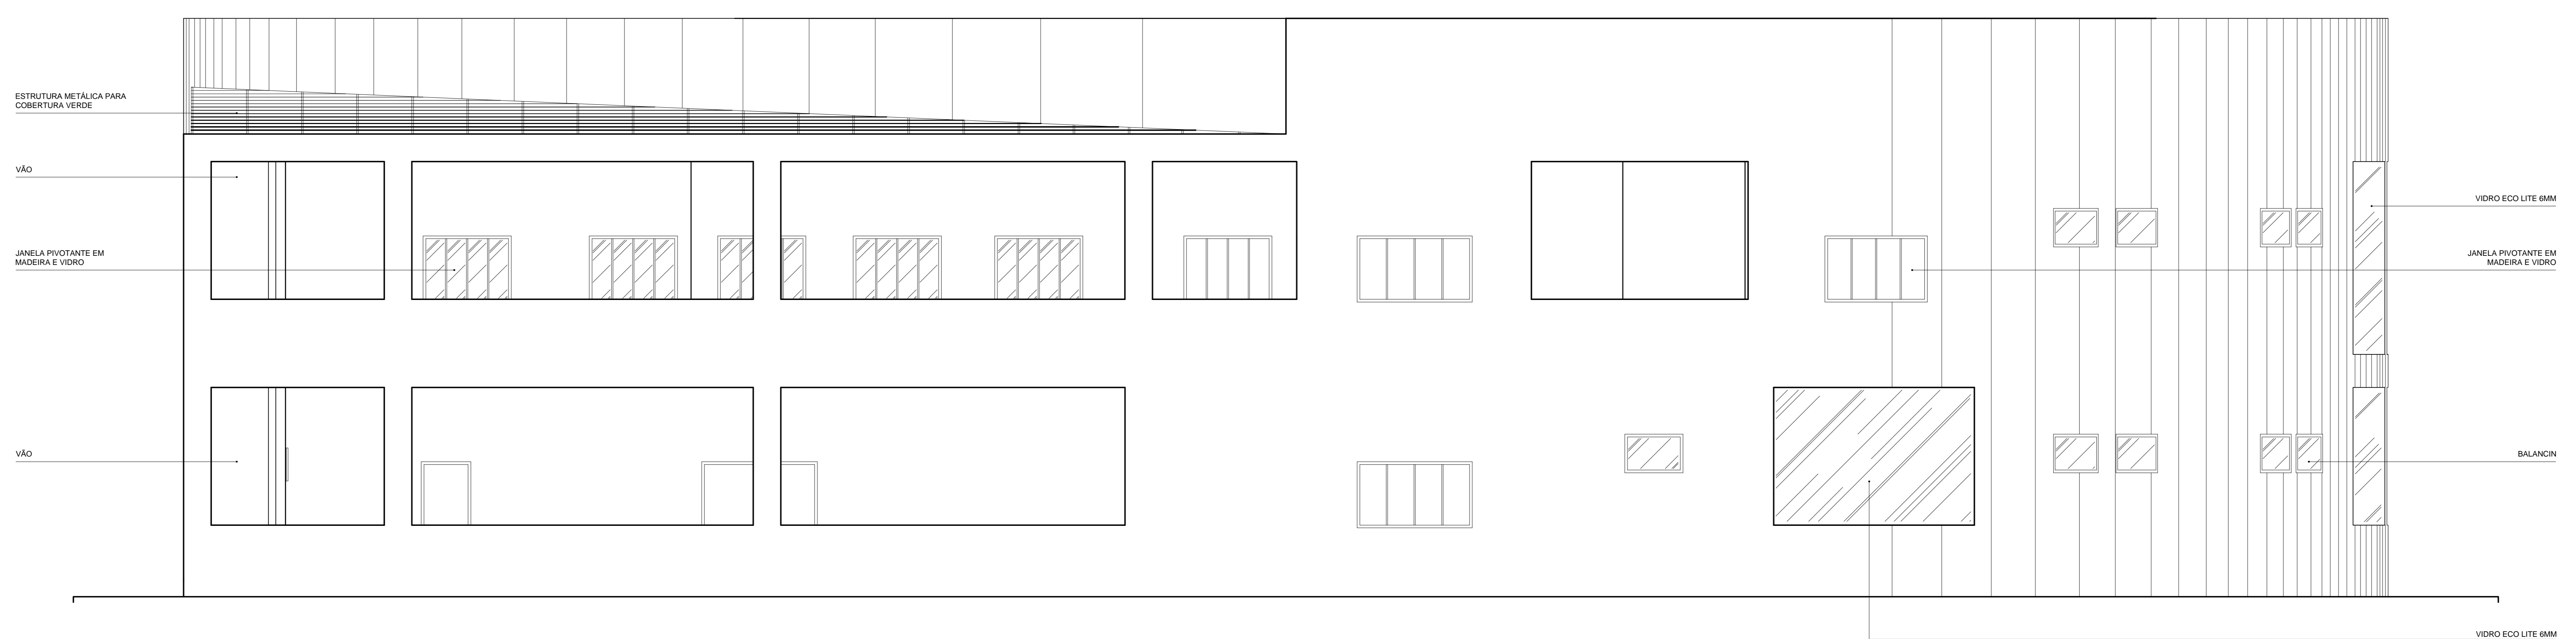 ESTRUTURA METÁLICA PARA
COBERTURA VERDE
VÃO
JANELA PIVOTANTE EM
MADEIRA E VIDRO
VÃO
VIDRO ECO LITE 6MM
JANELA PIVOTANTE EM
MADEIRA E VIDRO
BALANCIN
VIDRO ECO LITE 6MM